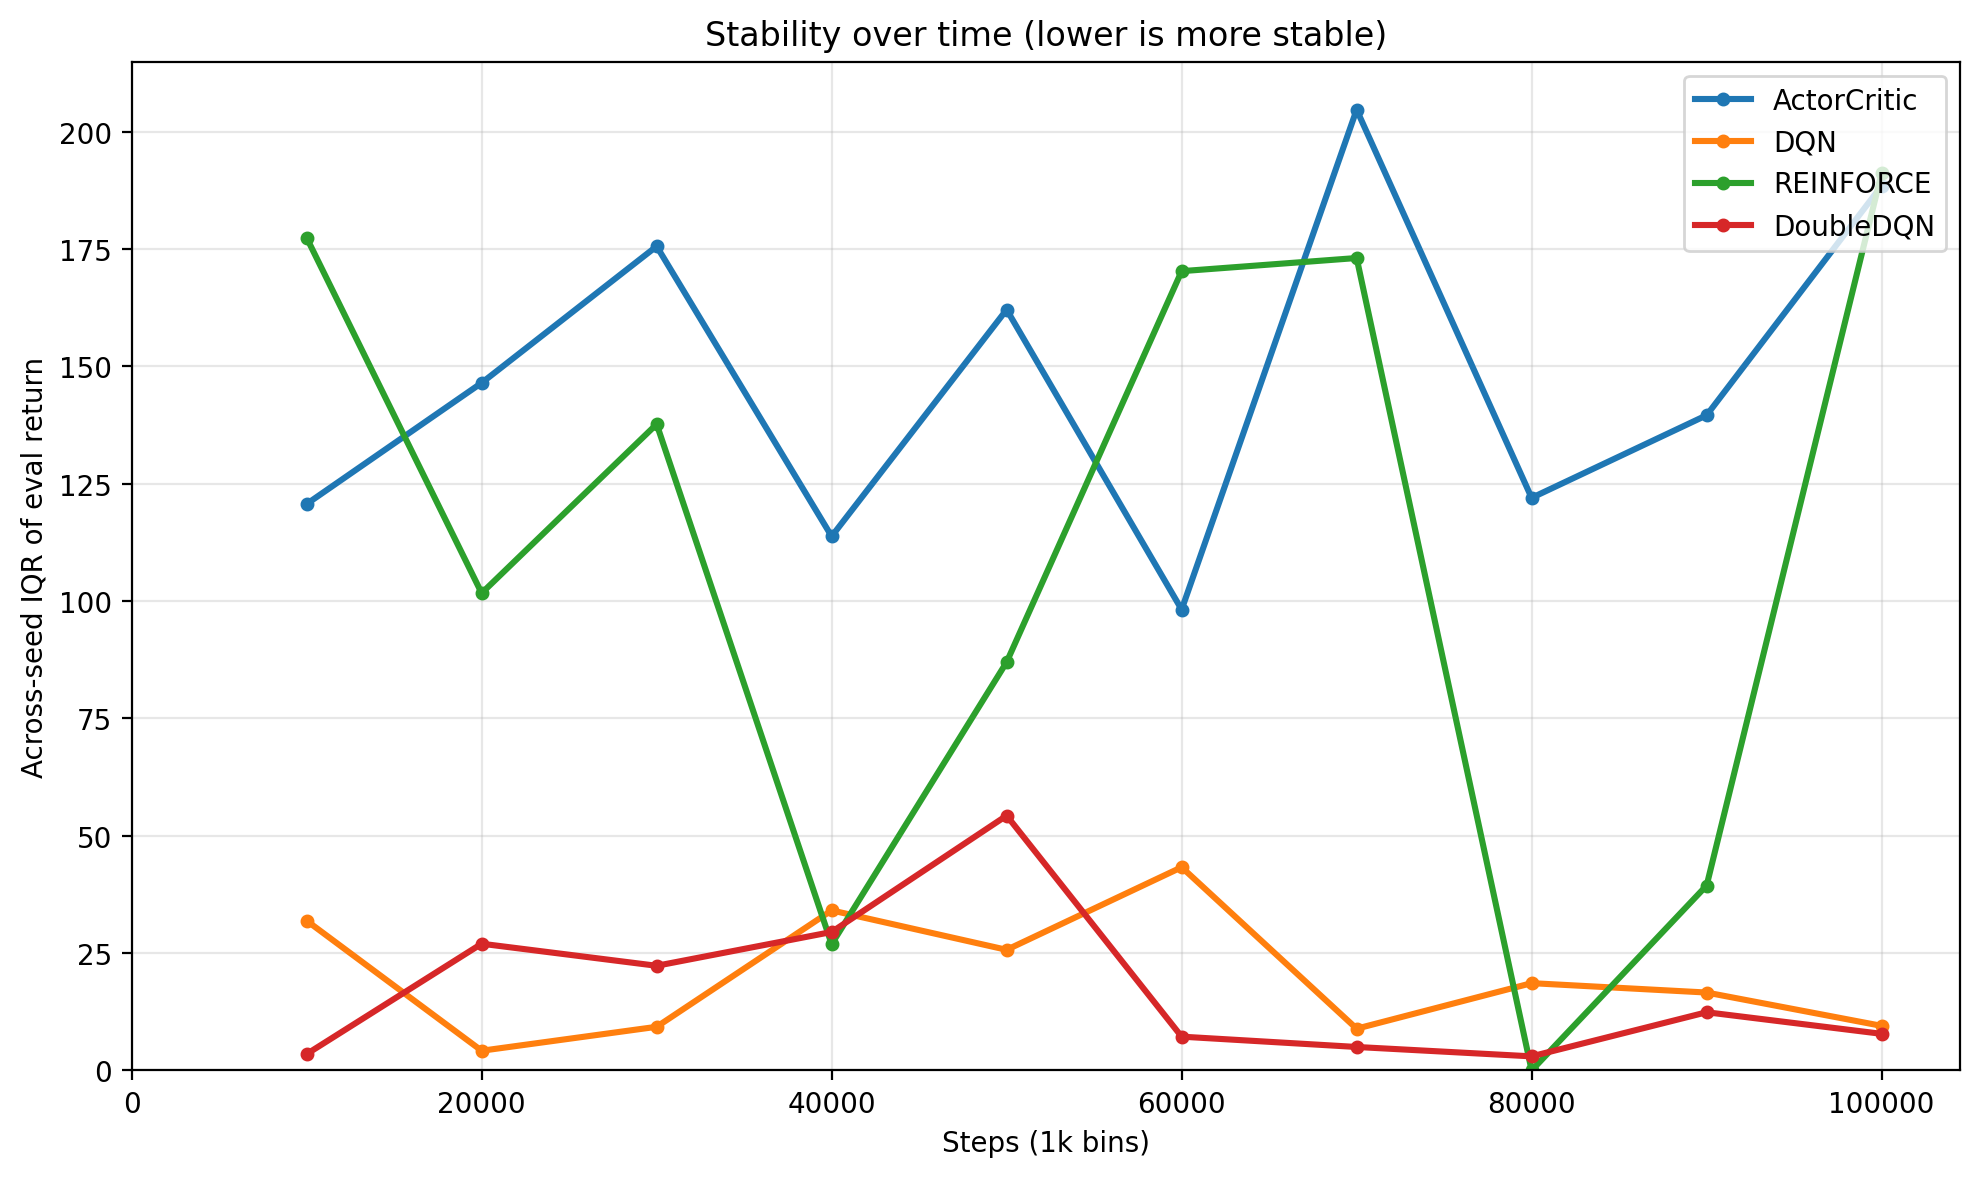 Stability over time (lower is more stable)
ActorCritic
DQN
REINFORCE
DoubleDQN
200
175
150
125
100
75
50
25
0
Across-seed IQR of eval return
0 20000 40000 60000 80000 100000
Steps (1k bins)